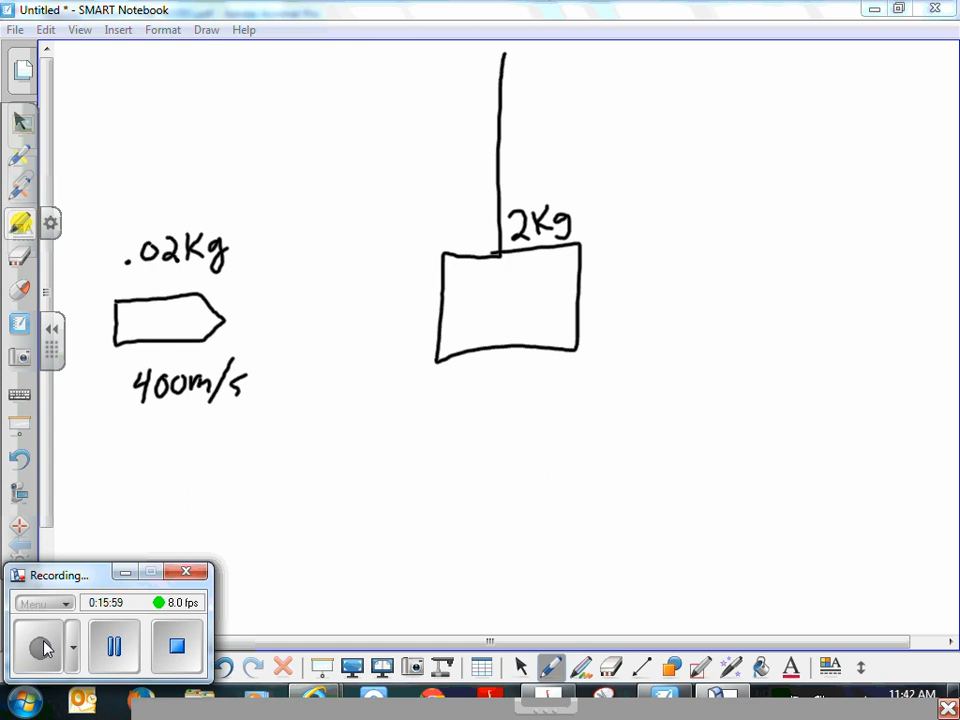 Untitled * - SMART Notebook
File Edit View Insert Format Draw Help
2Kg
.02Kg
400m/s
Recording...
Menu
0:15:59
8.0 fps
11:42 AM